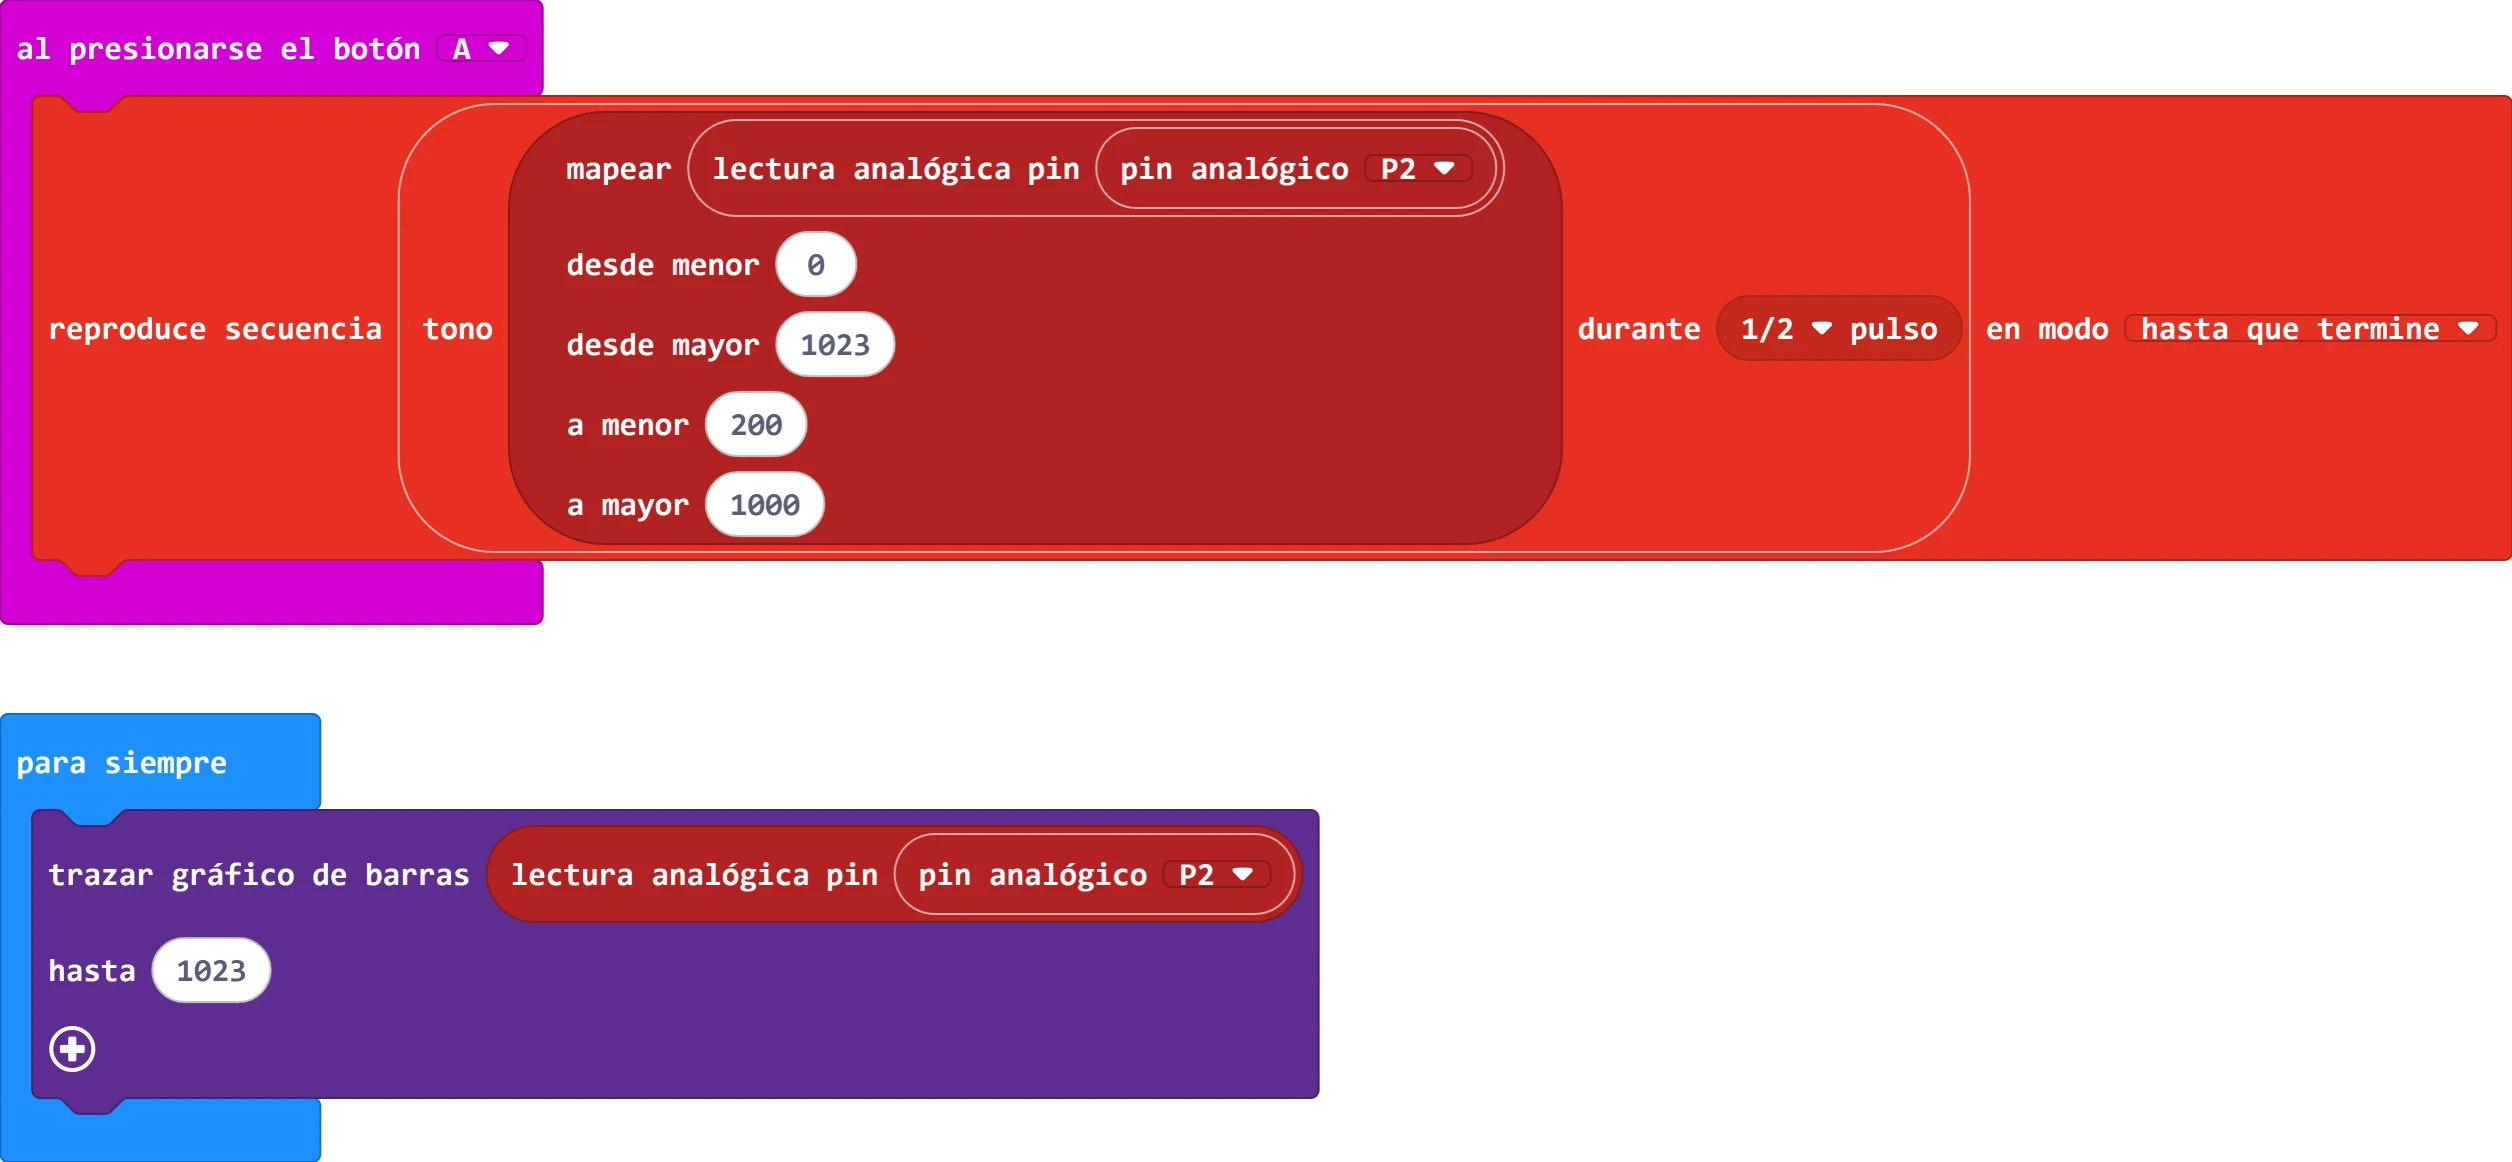 al presionarse el botón A
mapear lectura analógica pin pin analógico P2
desde menor 0
reproduce secuencia tono desde mayor 1023 durante 1/2 pulso en modo hasta que termine
a menor 200
a mayor 1000
para siempre
trazar gráfico de barras lectura analógica pin pin analógico P2
hasta 1023